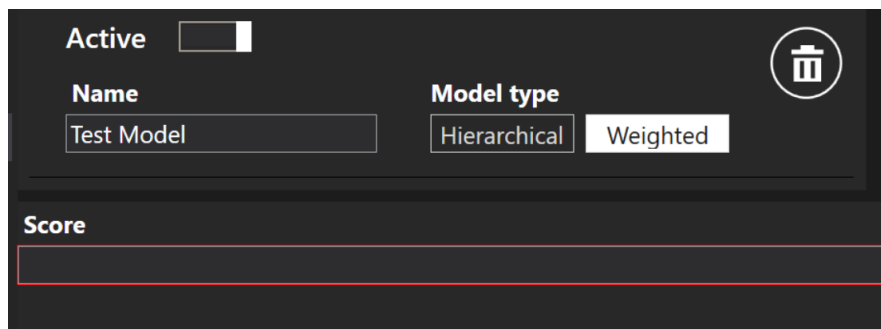 Active
Name
Model type
Test Model
Hierarchical
Weighted
Score